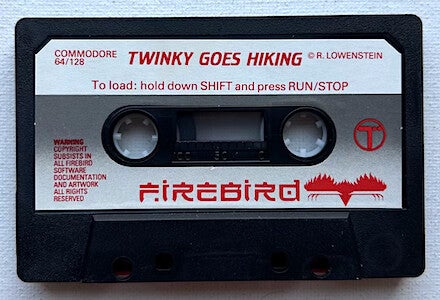 COMMODORE
64/128
TWINKY GOES HIKING
© R. LOWENSTEIN
To load: hold down SHIFT and press RUN/STOP
WARNING
COPYRIGHT
SUBSISTS IN
ALL FIREBIRD
SOFTWARE
DOCUMENTATION
AND ARTWORK
ALL RIGHTS
RESERVED
FIREBIRD